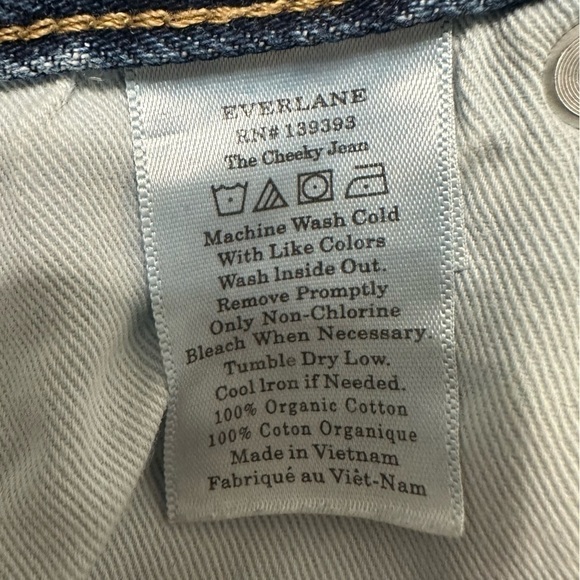 EVERLANE
RN# 139393
The Cheeky Jean
Machine Wash Cold
With Like Colors
Wash Inside Out.
Remove Promptly
Only Non-Chlorine
Bleach When Necessary.
Tumble Dry Low.
Cool Iron if Needed.
100% Organic Cotton
100% Coton Organique
Made in Vietnam
Fabriqué au Viêt-Nam